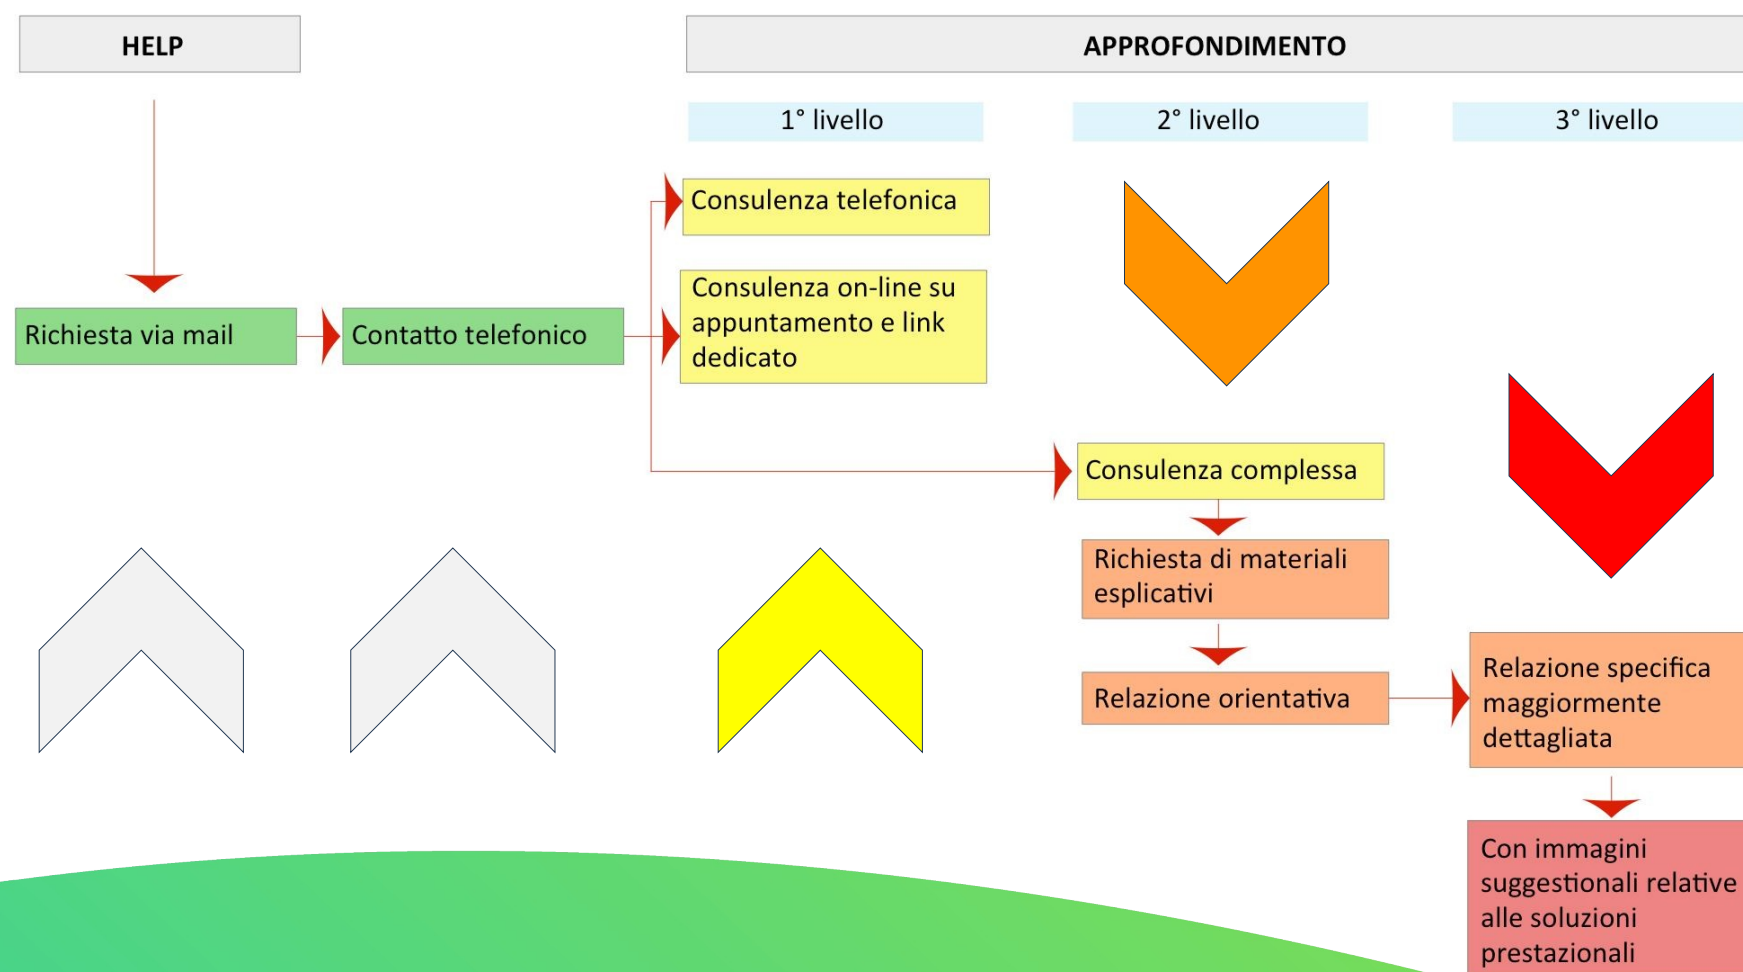 HELP
APPROFONDIMENTO
1° livello
2° livello
3° livello
Consulenza telefonica
Consulenza on-line su
appuntamento e link
dedicato
Richiesta via mail
Contatto telefonico
Consulenza complessa
Richiesta di materiali
esplicativi
Relazione orientativa
Relazione specifica
maggiormente
dettagliata
Con immagini
suggestionali relative
alle soluzioni
prestazionali